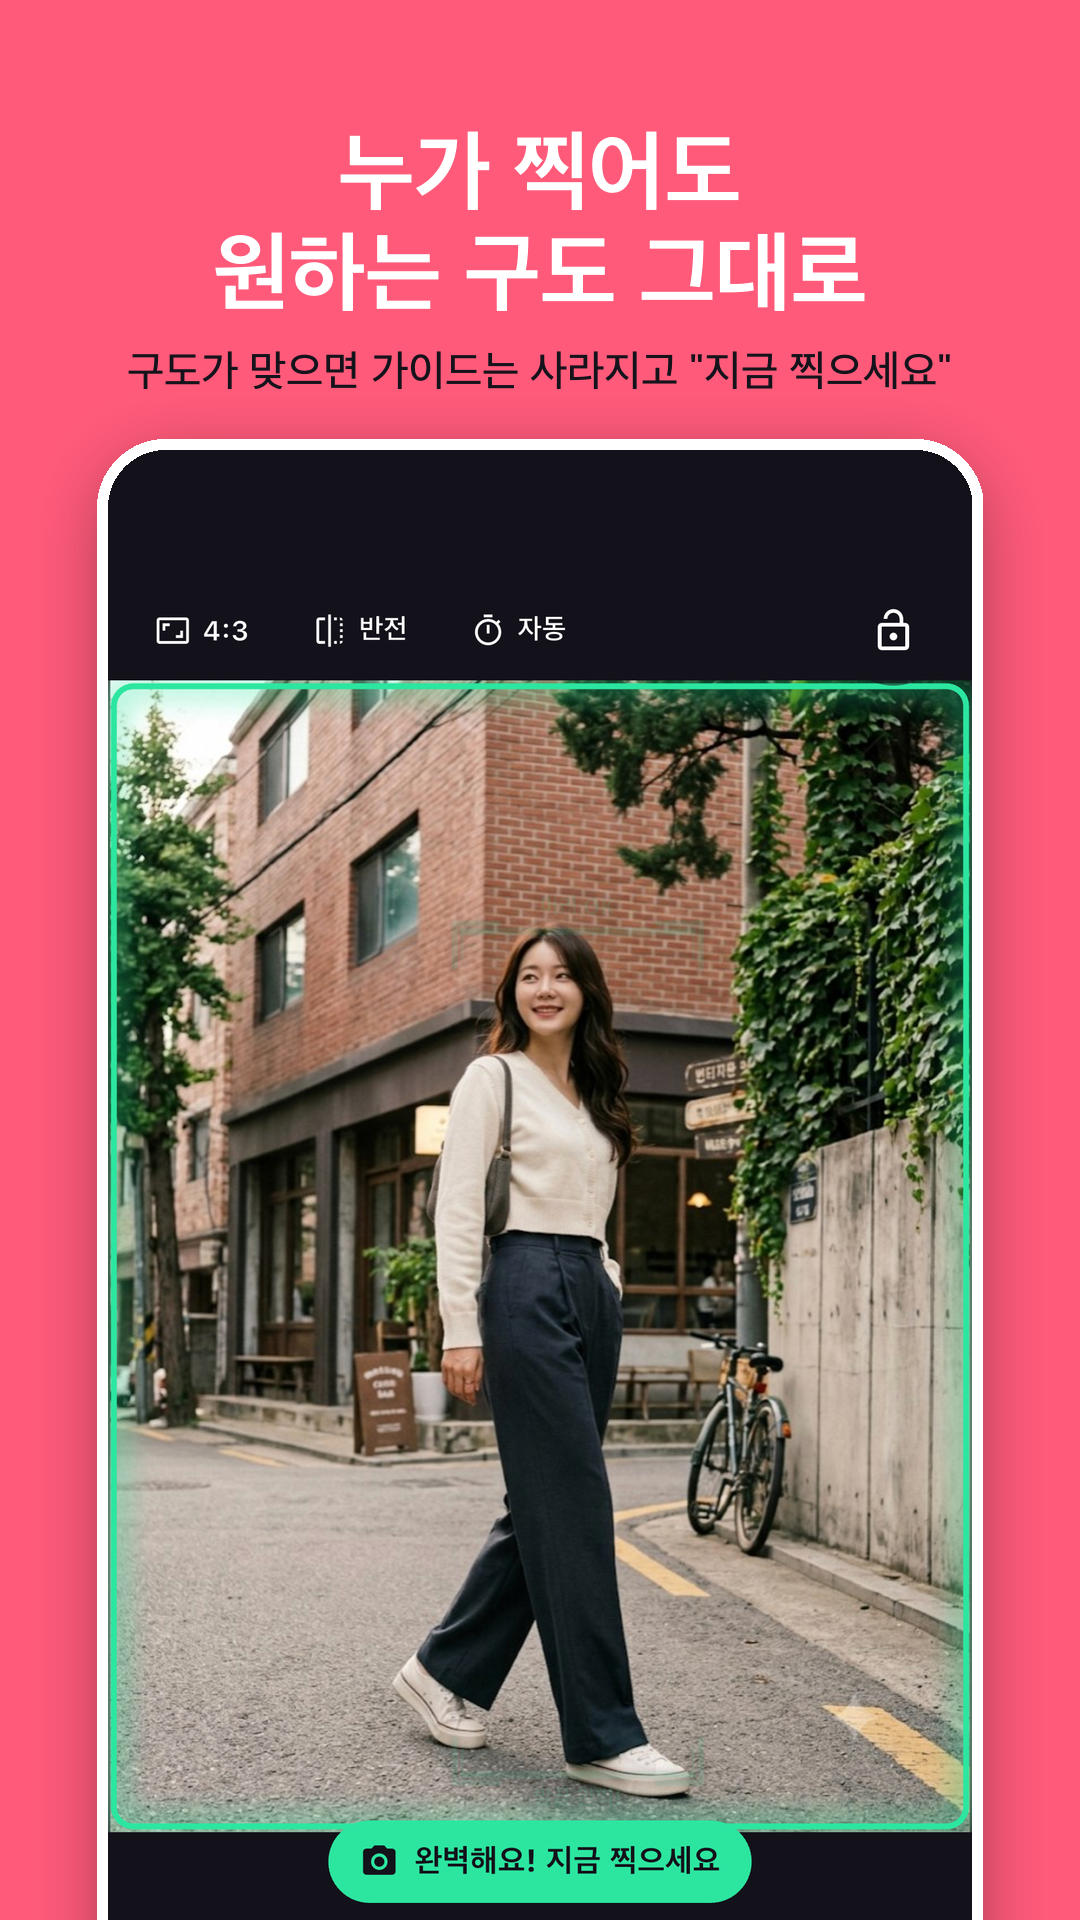 누가 찍어도
원하는 구도 그대로
구도가 맞으면 가이드는 사라지고 "지금 찍으세요"
4:3 반전 자동
완벽해요! 지금 찍으세요